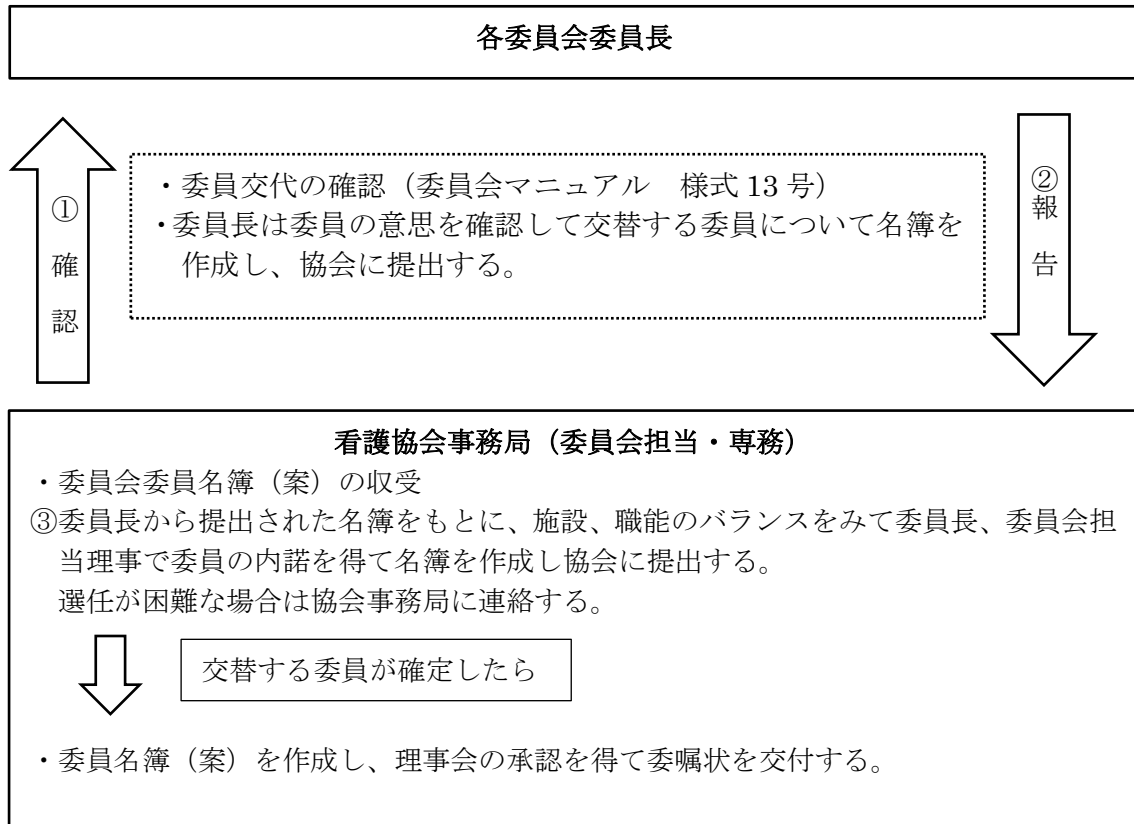 各委員会委員長
①確認
・委員交代の確認（委員会マニュアル　様式 13 号）
・委員長は委員の意思を確認して交替する委員について名簿を
作成し、協会に提出する。
②報告
看護協会事務局（委員会担当・専務）
・委員会委員名簿（案）の収受
③委員長から提出された名簿をもとに、施設、職能のバランスをみて委員長、委員会担
当理事で委員の内諾を得て名簿を作成し協会に提出する。
選任が困難な場合は協会事務局に連絡する。
交替する委員が確定したら
・委員名簿（案）を作成し、理事会の承認を得て委嘱状を交付する。